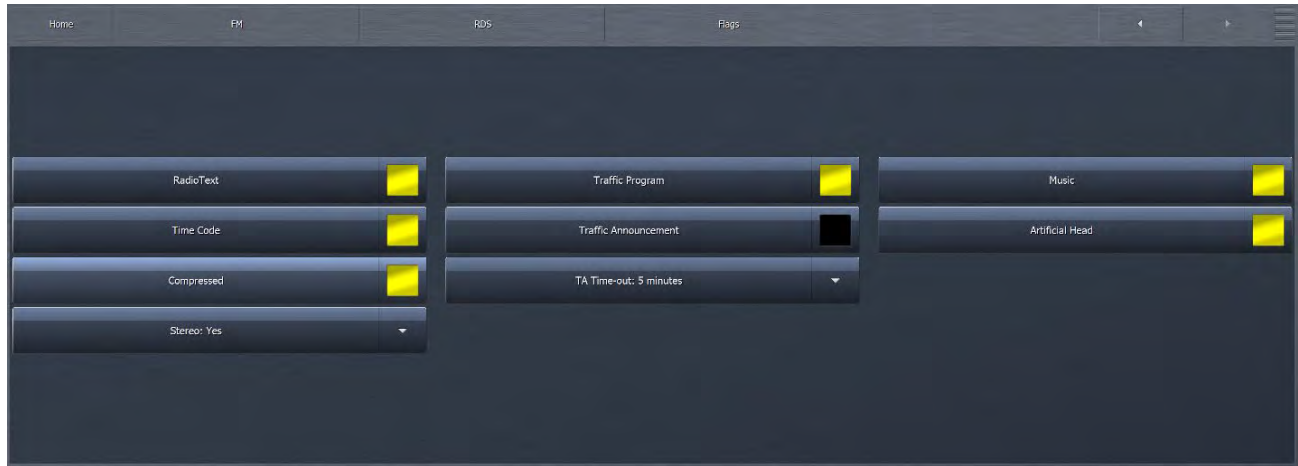 Home FM RDS Flags
RadioText Traffic Program Music
Time Code Traffic Announcement Artificial Head
Compressed TA Time-out: 5 minutes
Stereo: Yes